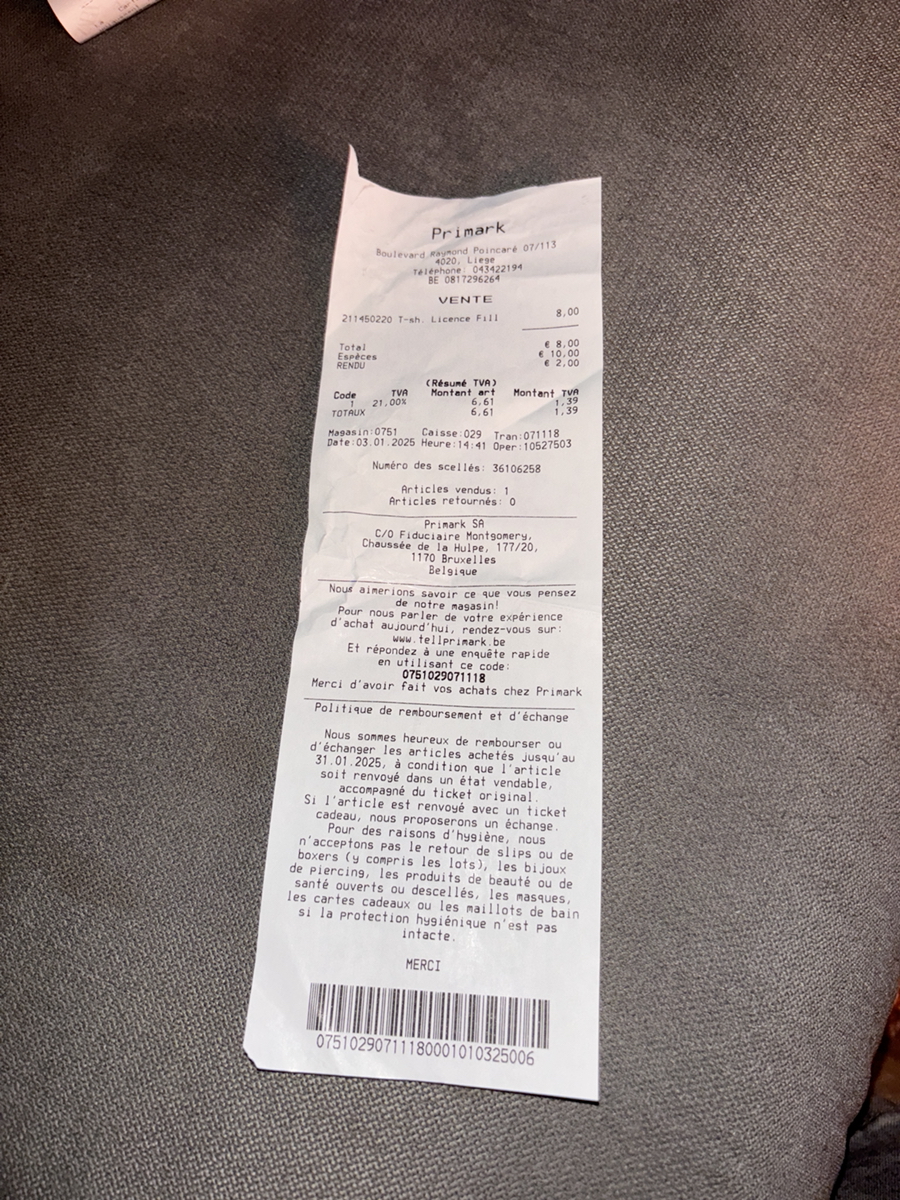 Primark
Boulevard Raymond Poincaré 07/113
4020, Liege
Téléphone: 043422194
BE 0817296264
VENTE
211450220 T-sh. Licence Fill 8,00
Total € 8,00
Espèces € 10,00
RENDU € 2,00
(Résumé TVA)
Code TVA Montant art Montant TVA
1 21,00% 6,61 1,39
TOTAUX 6,61 1,39
Magasin:0751 Caisse:029 Tran:071118
Date:03.01.2025 Heure:14:41 Oper:10527503
Numéro des scellés: 36106258
Articles vendus: 1
Articles retournés: 0
Primark SA
C/O Fiduciaire Montgomery,
Chaussée de la Hulpe, 177/20,
1170 Bruxelles
Belgique
Nous aimerions savoir ce que vous pensez
de notre magasin!
Pour nous parler de votre expérience
d'achat aujourd'hui, rendez-vous sur:
www.tellprimark.be
Et répondez à une enquête rapide
en utilisant ce code:
0751029071118
Merci d'avoir fait vos achats chez Primark
Politique de remboursement et d'échange
Nous sommes heureux de rembourser ou
d'échanger les articles achetés jusqu'au
31.01.2025, à condition que l'article
soit renvoyé dans un état vendable,
accompagné du ticket original.
Si l'article est renvoyé avec un ticket
cadeau, nous proposerons un échange.
Pour des raisons d'hygiène, nous
n'acceptons pas le retour de slips ou de
boxers (y compris les lots), les bijoux
de piercing, les produits de beauté ou de
santé ouverts ou descellés, les masques,
les cartes cadeaux ou les maillots de bain
si la protection hygiénique n'est pas
intacte.
MERCI
07510290711180001010325006